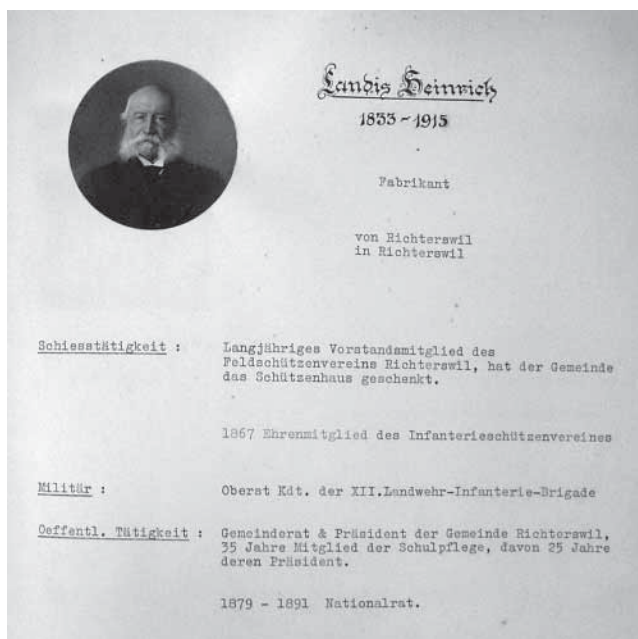 Landis Heinrich
1833 - 1915
Fabrikant
von Richterswil
in Richterswil
Schiesstätigkeit :
Langjähriges Vorstandsmitglied des
Feldschützenvereins Richterswil, hat der Gemeinde
das Schützenhaus geschenkt.
1867 Ehrenmitglied des Infanterieschützenvereines
Militär :
Oberst Kdt. der XII.Landwehr-Infanterie-Brigade
Oeffentl. Tätigkeit :
Gemeinderat & Präsident der Gemeinde Richterswil,
35 Jahre Mitglied der Schulpflege, davon 25 Jahre
deren Präsident.
1879 - 1891 Nationalrat.